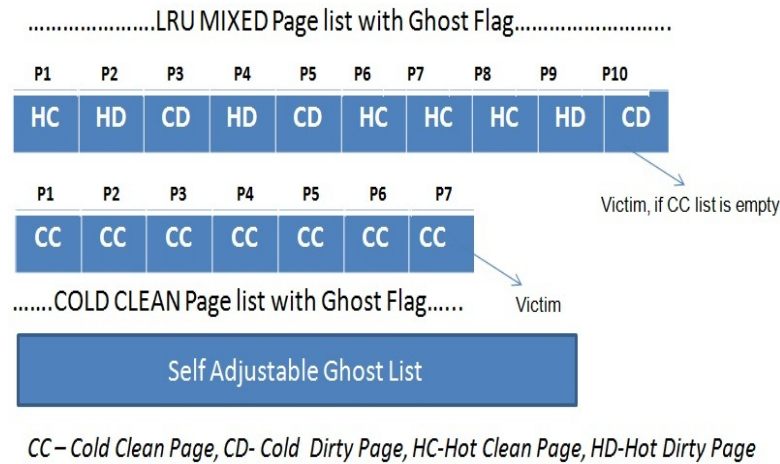 .......................LRU MIXED Page list with Ghost Flag............................
P1 P2 P3 P4 P5 P6 P7 P8 P9 P10
HC HD CD HD CD HC HC HC HD CD
Victim, if CC list is empty
P1 P2 P3 P4 P5 P6 P7
CC CC CC CC CC CC CC
Victim
.......COLD CLEAN Page list with Ghost Flag......
Self Adjustable Ghost List
CC – Cold Clean Page, CD- Cold Dirty Page, HC-Hot Clean Page, HD-Hot Dirty Page